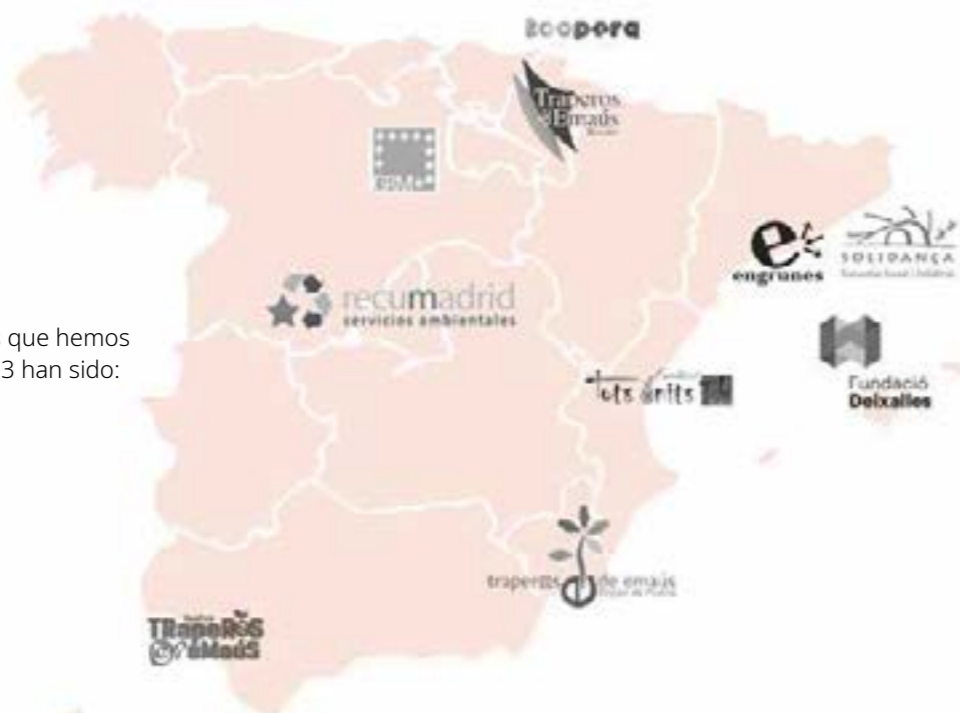 Koopera
Traperos
de Emaús
recumadrid
servicios ambientales
engrunes
SOLIDANÇA
que hemos
3 han sido:
tots units
Fundació
Deixalles
traperos de emaús
TRapeRoS
eMaúS